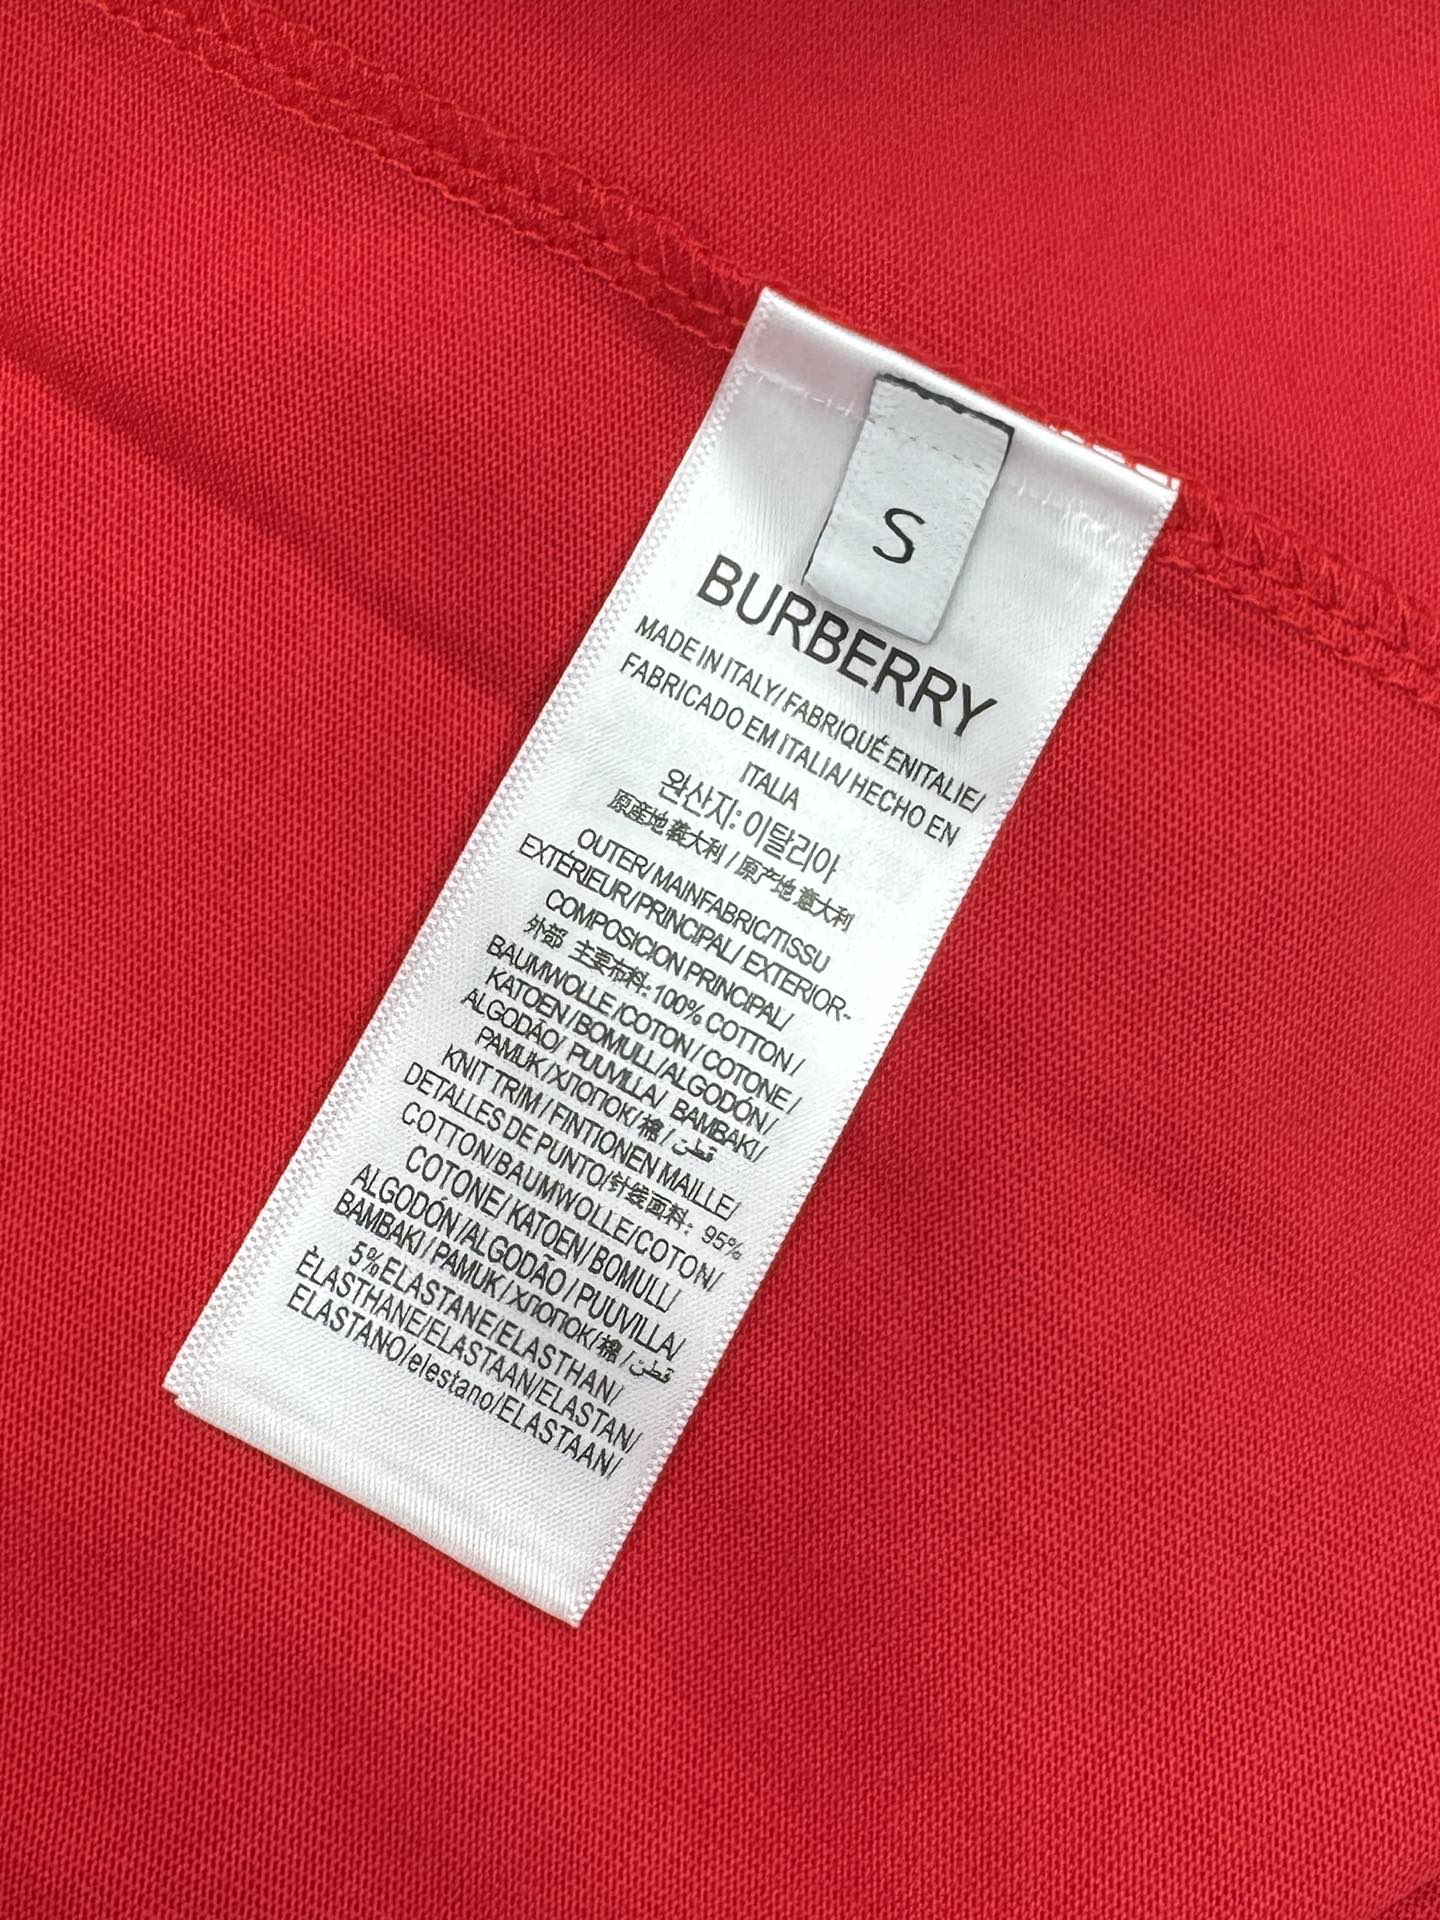 S
BURBERRY
MADE IN ITALY/ FABRIQUÉ ENITALIE/
FABRICADO EM ITALIA/ HECHO EN
ITALIA
완산지: 이탈리아
原産地 義大利 / 原产地 意大利
OUTER/ MAINFABRIC/TISSU
EXTÉRIEUR/PRINCIPAL/ EXTERIOR-
COMPOSICION PRINCIPAL/
外部 主要布料: 100% COTTON /
BAUMWOLLE /COTON / COTONE /
KATOEN / BOMULL /ALGODÓN /
ALGODÃO/ PUUVILLA/ BAMBAKI/
PAMUK / ХЛОПОК / 棉 / قطن
KNIT TRIM / FINTIONEN MAILLE/
DETALLES DE PUNTO/针线面料: 95%
COTTON/BAUMWOLLE/COTON/
COTONE/ KATOEN/ BOMULL/
ALGODÓN /ALGODÃO / PUUVILLA/
BAMBAKI / PAMUK / ХЛОПОК/ 棉 / قطن
5%ELASTANE/ELASTHAN/
ÉLASTHANE/ELASTAAN/ELASTAN/
ELASTANO/elestano/ELASTAAN/